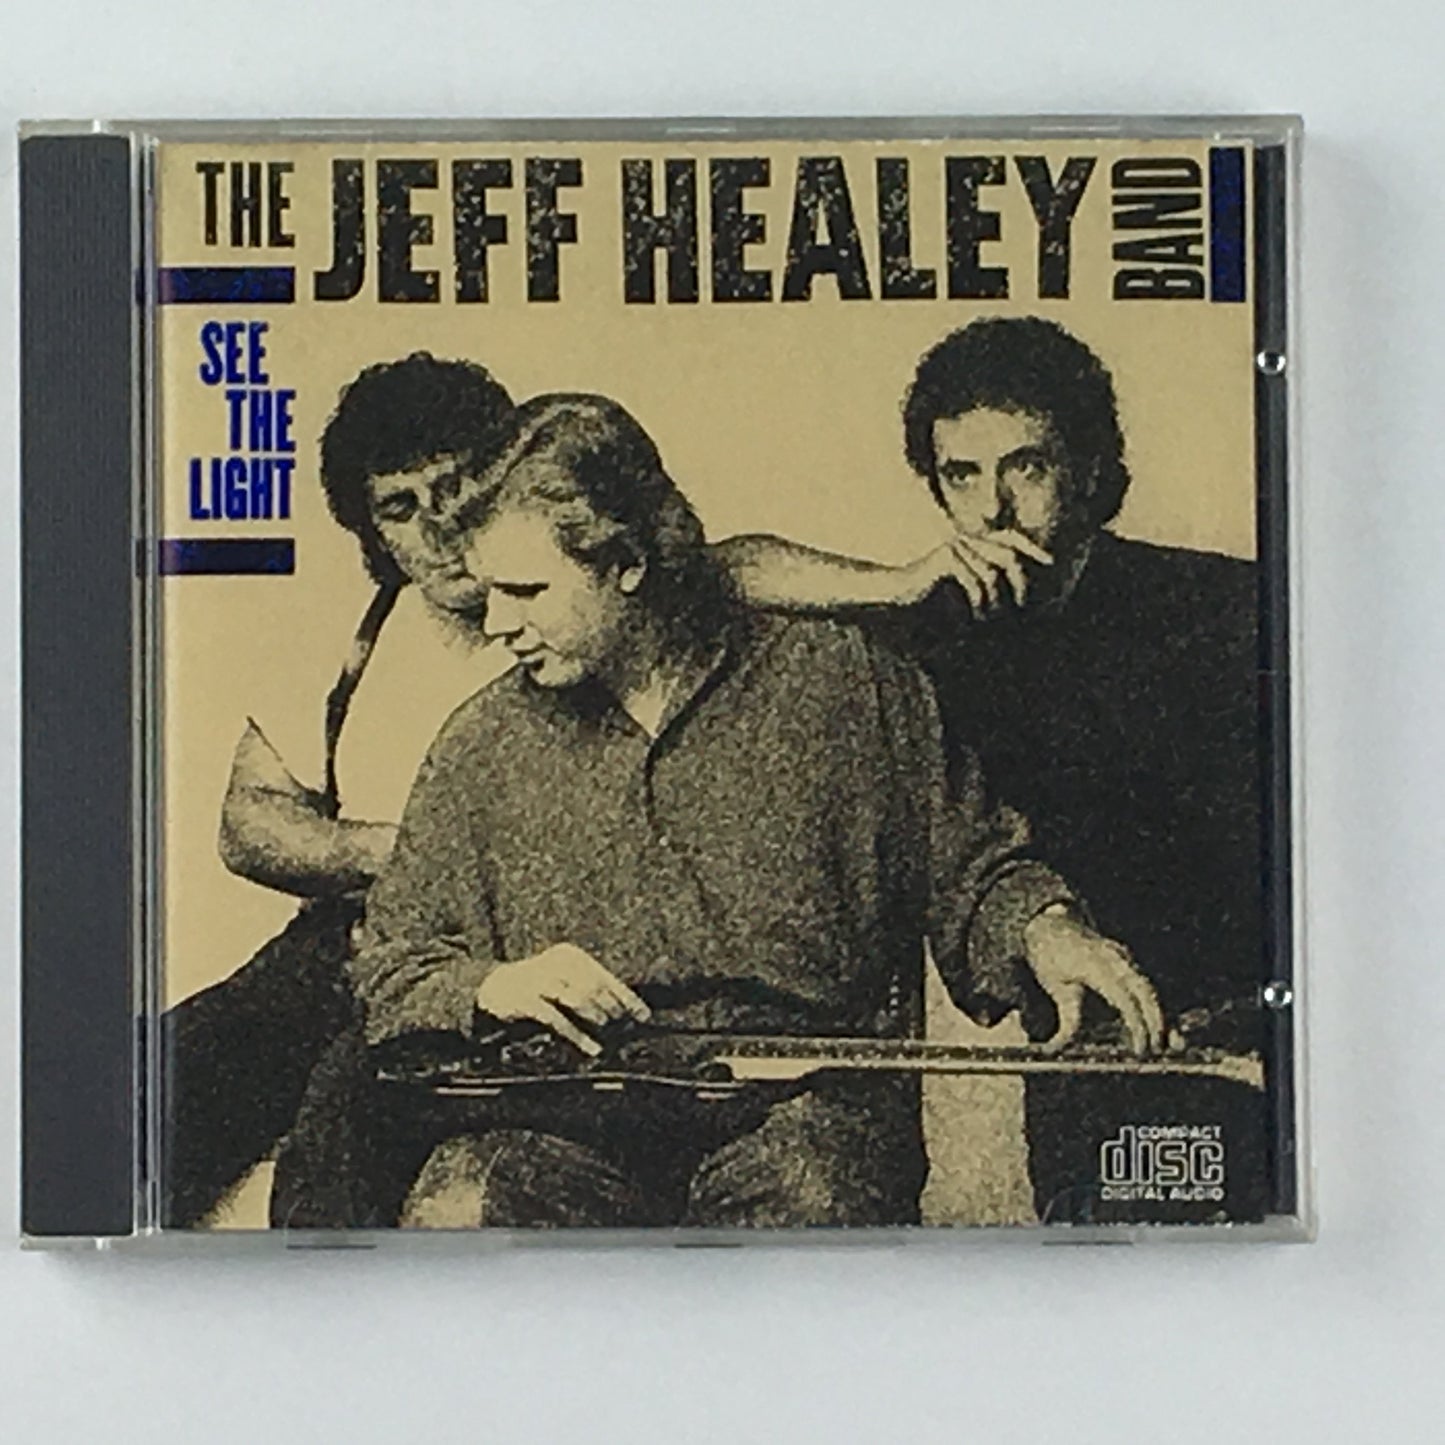 THE JEFF HEALEY BAND
SEE
THE
LIGHT
COMPACT
disc
DIGITAL AUDIO